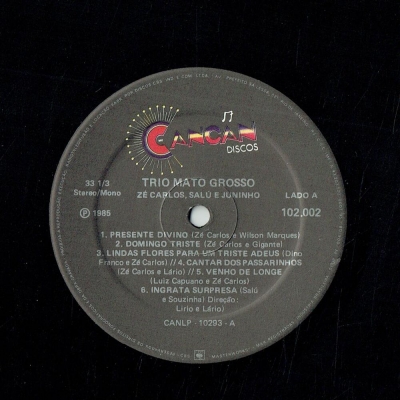 CANCAN
DISCOS
TRIO MATO GROSSO
ZÉ CARLOS, SALÚ E JUNINHO
33 1/3
Stereo/Mono
LADO A
℗ 1985
102,002
1. PRESENTE DIVINO (Zé Carlos e Wilson Marques)
2. DOMINGO TRISTE (Zé Carlos e Gigante)
3. LINDAS FLORES PARA UM TRISTE ADEUS (Dino
Franco e Zé Carlos) // 4. CANTAR DOS PASSARINHOS
(Zé Carlos e Lário) // 5. VENHO DE LONGE
(Luiz Capuano e Zé Carlos)
6. INGRATA SURPRESA (Salú
e Souzinha) Direção:
Lirio e Lério
CANLP - 10293 - A